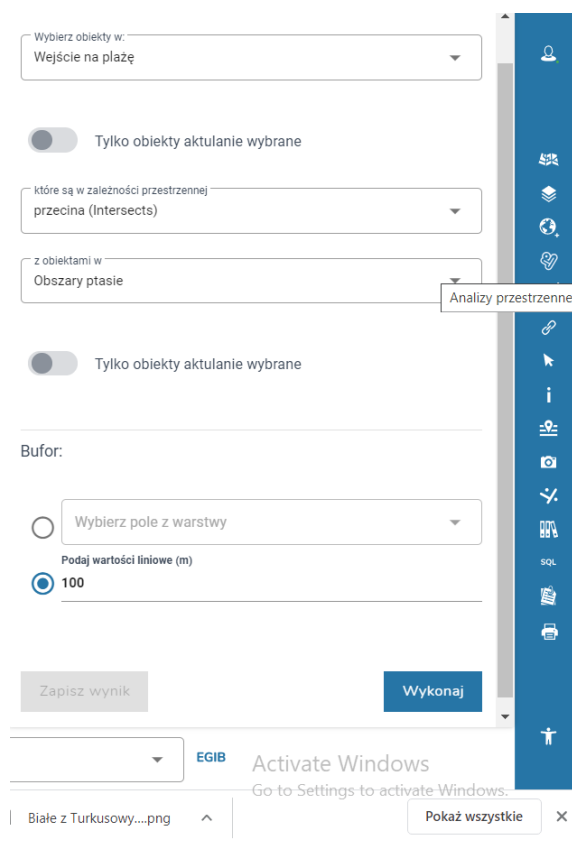 Wybierz obiekty w:
Wejście na plażę
Tylko obiekty aktulanie wybrane
które są w zależności przestrzennej
przecina (Intersects)
z obiektami w
Obszary ptasie
Analizy przestrzenne
Tylko obiekty aktulanie wybrane
Bufor:
Wybierz pole z warstwy
Podaj wartości liniowe (m)
100
SQL
Zapisz wynik
Wykonaj
EGIB
Activate Windows
Go to Settings to activate Windows.
Białe z Turkusowy....png
Pokaż wszystkie